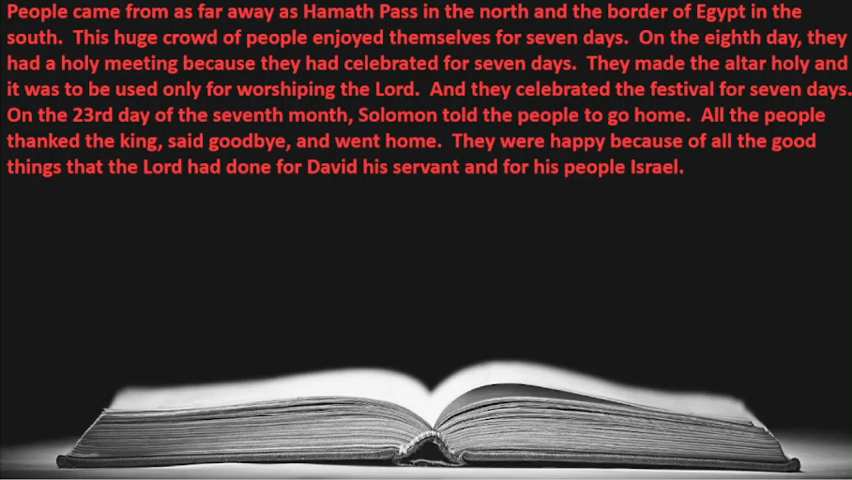 People came from as far away as Hamath Pass in the north and the border of Egypt in the
south.  This huge crowd of people enjoyed themselves for seven days.  On the eighth day, they
had a holy meeting because they had celebrated for seven days.  They made the altar holy and
it was to be used only for worshiping the Lord.  And they celebrated the festival for seven days.
On the 23rd day of the seventh month, Solomon told the people to go home.  All the people
thanked the king, said goodbye, and went home.  They were happy because of all the good
things that the Lord had done for David his servant and for his people Israel.